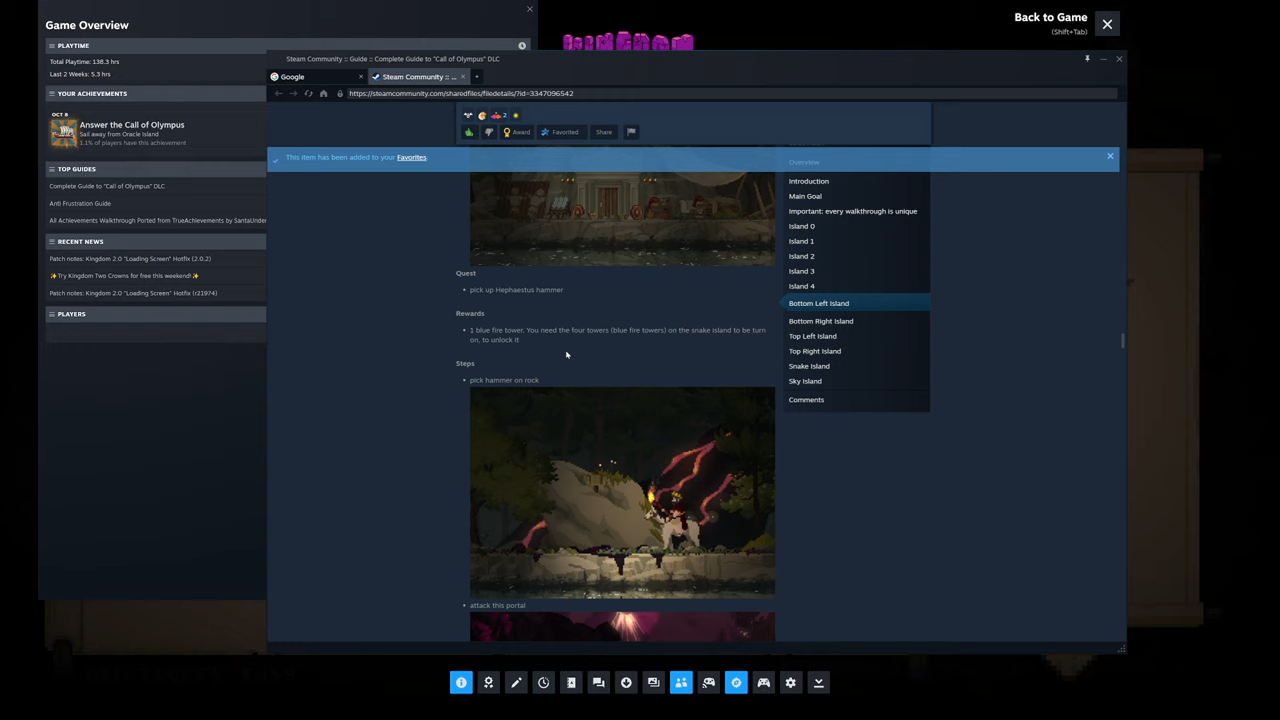 Game Overview
PLAYTIME
Total Playtime: 138.3 hrs
Last 2 Weeks: 5.3 hrs
YOUR ACHIEVEMENTS
OCT 8
Answer the Call of Olympus
Sail away from Oracle Island
1.1% of players have this achievement
TOP GUIDES
Complete Guide to "Call of Olympus" DLC
Anti Frustration Guide
All Achievements Walkthrough Ported from TrueAchievements by SantaUnder
RECENT NEWS
Patch notes: Kingdom 2.0 "Loading Screen" Hotfix (2.0.2)
✨Try Kingdom Two Crowns for free this weekend!✨
Patch notes: Kingdom 2.0 "Loading Screen" Hotfix (r21974)
PLAYERS
Back to Game
(Shift+Tab)
Steam Community :: Guide :: Complete Guide to "Call of Olympus" DLC
Google
Steam Community :: ...
https://steamcommunity.com/sharedfiles/filedetails/?id=3347096542
2
Award
Favorited
Share
This item has been added to your Favorites.
Quest
• pick up Hephaestus hammer
Rewards
• 1 blue fire tower. You need the four towers (blue fire towers) on the snake island to be turn
on, to unlock it
Steps
• pick hammer on rock
• attack this portal
Overview
Introduction
Main Goal
Important: every walkthrough is unique
Island 0
Island 1
Island 2
Island 3
Island 4
Bottom Left Island
Bottom Right Island
Top Left Island
Top Right Island
Snake Island
Sky Island
Comments